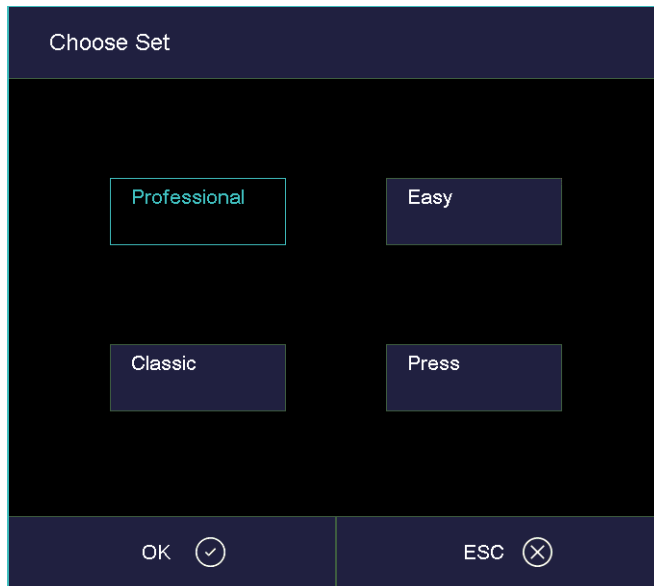 Choose Set
Professional
Easy
Classic
Press
OK
ESC